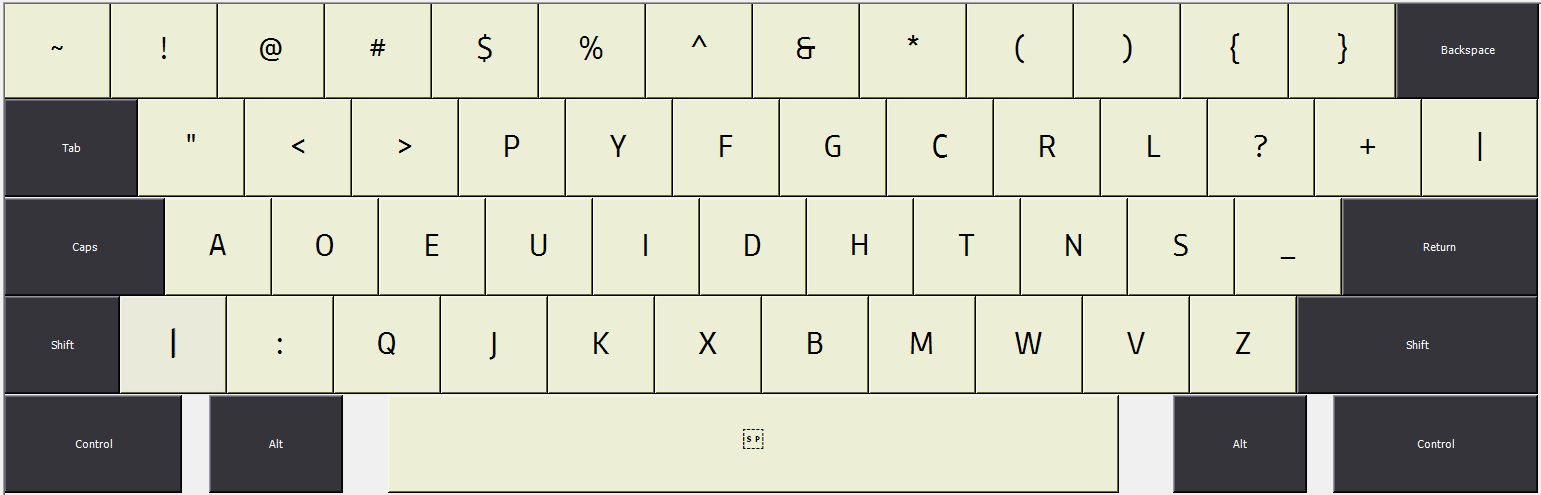 ~ ! @ # $ % ^ & * ( ) { } Backspace
Tab " < > P Y F G C R L ? + |
Caps A O E U I D H T N S _ Return
Shift | : Q J K X B M W V Z Shift
Control Alt SP Alt Control